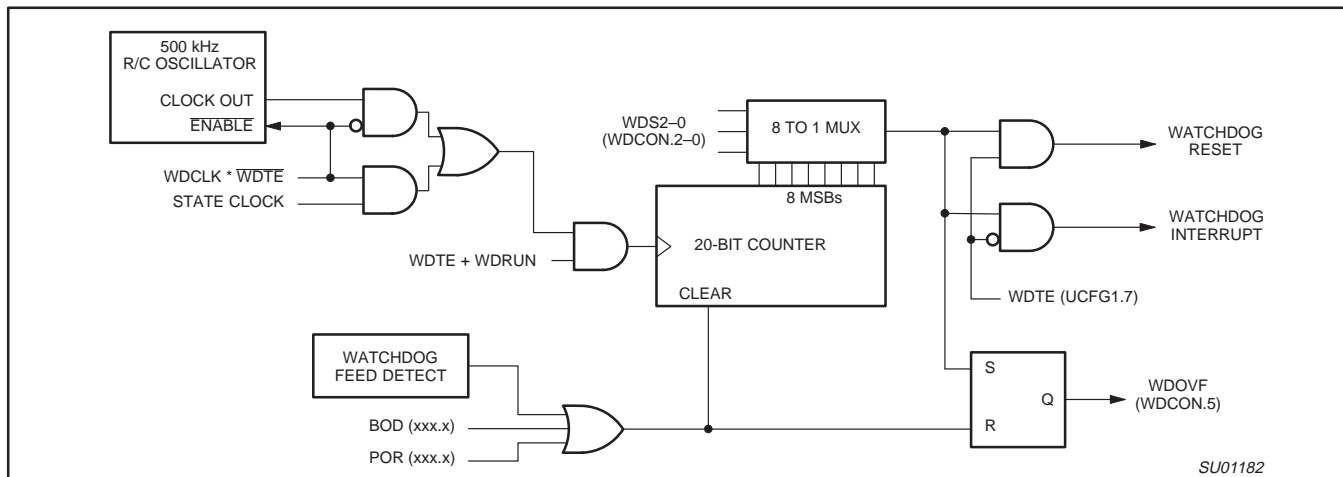 500 kHz
R/C OSCILLATOR
CLOCK OUT
ENABLE
WDCLK * WDTE
STATE CLOCK
WDTE + WDRUN
WDS2–0
(WDCON.2–0)
8 TO 1 MUX
8 MSBs
20-BIT COUNTER
CLEAR
WATCHDOG
RESET
WATCHDOG
INTERRUPT
WDTE (UCFG1.7)
WATCHDOG
FEED DETECT
BOD (xxx.x)
POR (xxx.x)
S
Q
R
WDOVF
(WDCON.5)
SU01182